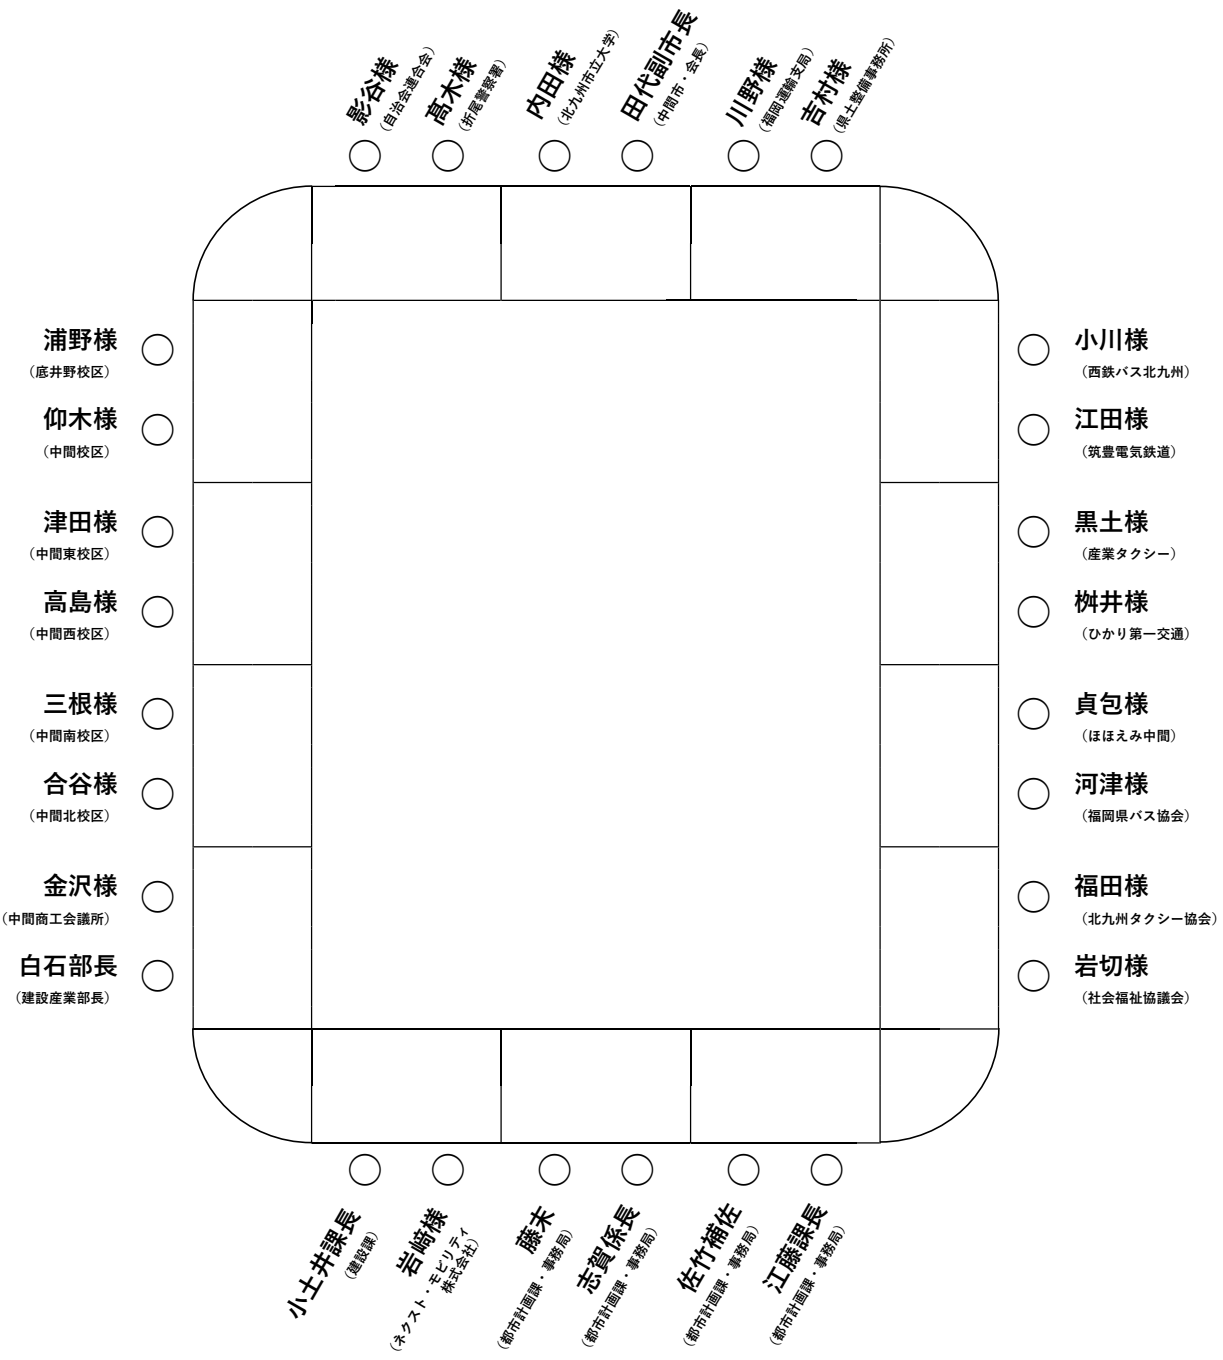 影谷様
（自治会連合会）
髙木様
（折尾警察署）
内田様
（北九州市立大学）
田代副市長
（中間市・会長）
川野様
（福岡運輸支局）
吉村様
（県土整備事務所）
浦野様
（底井野校区）
仰木様
（中間校区）
津田様
（中間東校区）
高島様
（中間西校区）
三根様
（中間南校区）
合谷様
（中間北校区）
金沢様
（中間商工会議所）
白石部長
（建設産業部長）
小川様
（西鉄バス北九州）
江田様
（筑豊電気鉄道）
黒土様
（産業タクシー）
桝井様
（ひかり第一交通）
貞包様
（ほほえみ中間）
河津様
（福岡県バス協会）
福田様
（北九州タクシー協会）
岩切様
（社会福祉協議会）
小土井課長
（建設課）
岩﨑様
（ネクスト・モビリティ
株式会社）
藤末
（都市計画課・事務局）
志賀係長
（都市計画課・事務局）
佐竹補佐
（都市計画課・事務局）
江藤課長
（都市計画課・事務局）